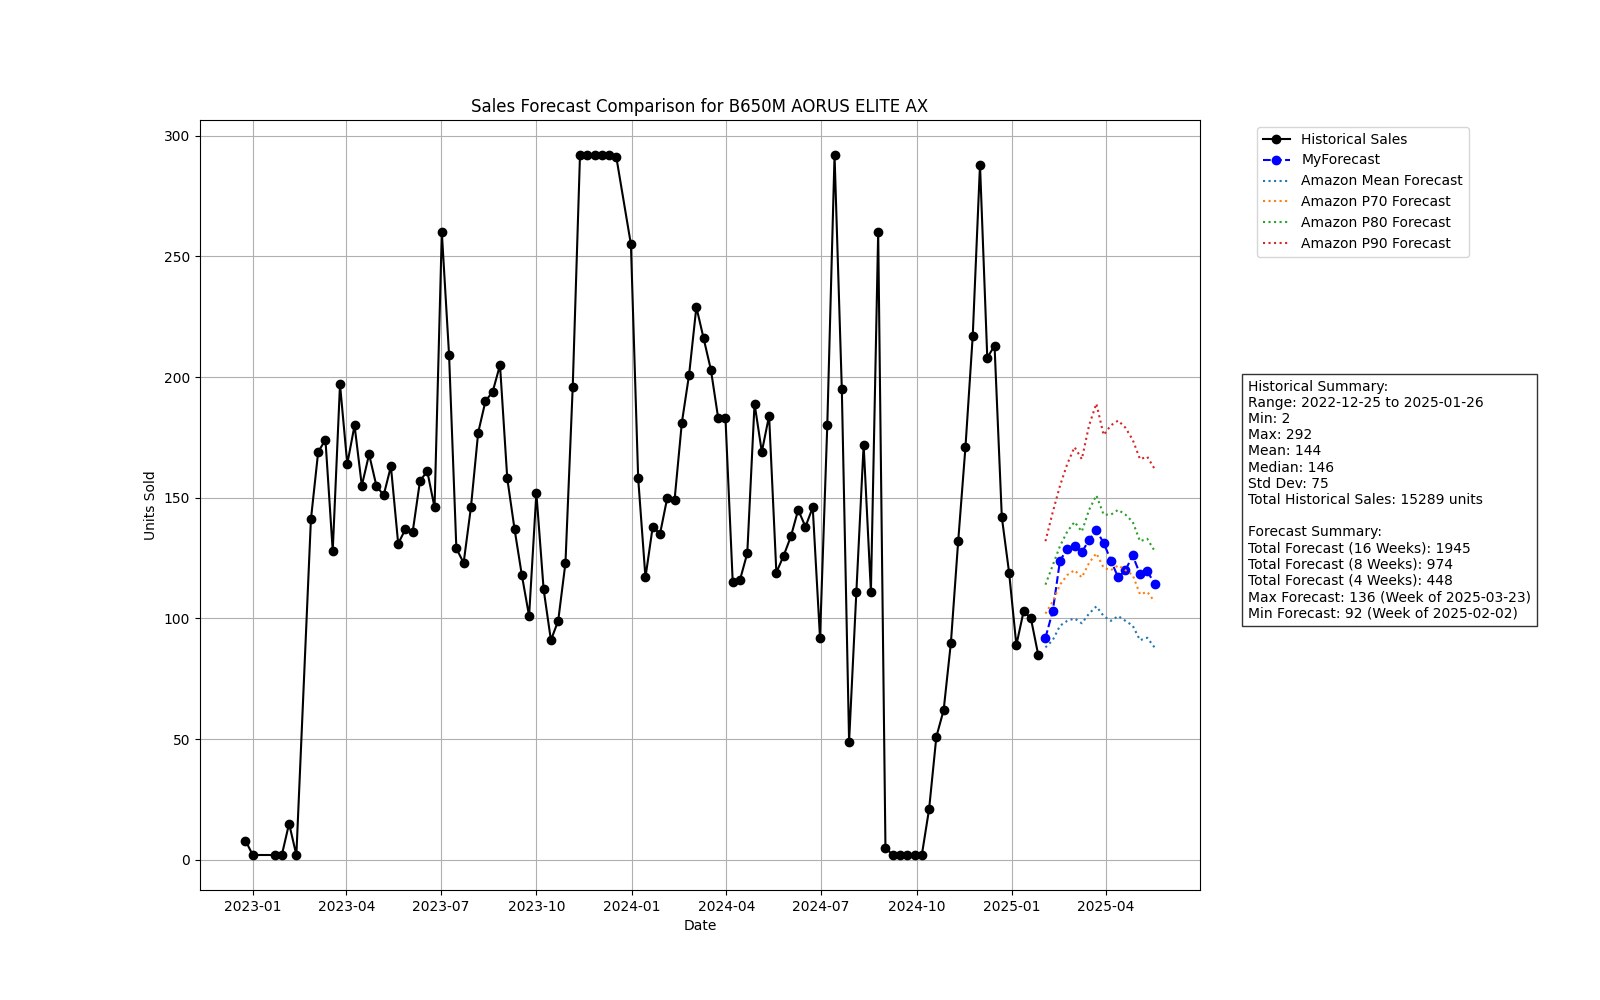 Sales Forecast Comparison for B650M AORUS ELITE AX
Units Sold
300
250
200
150
100
50
0
2023-01
2023-04
2023-07
2023-10
2024-01
2024-04
2024-07
2024-10
2025-01
2025-04
Date
Historical Sales
MyForecast
Amazon Mean Forecast
Amazon P70 Forecast
Amazon P80 Forecast
Amazon P90 Forecast
Historical Summary:
Range: 2022-12-25 to 2025-01-26
Min: 2
Max: 292
Mean: 144
Median: 146
Std Dev: 75
Total Historical Sales: 15289 units
Forecast Summary:
Total Forecast (16 Weeks): 1945
Total Forecast (8 Weeks): 974
Total Forecast (4 Weeks): 448
Max Forecast: 136 (Week of 2025-03-23)
Min Forecast: 92 (Week of 2025-02-02)